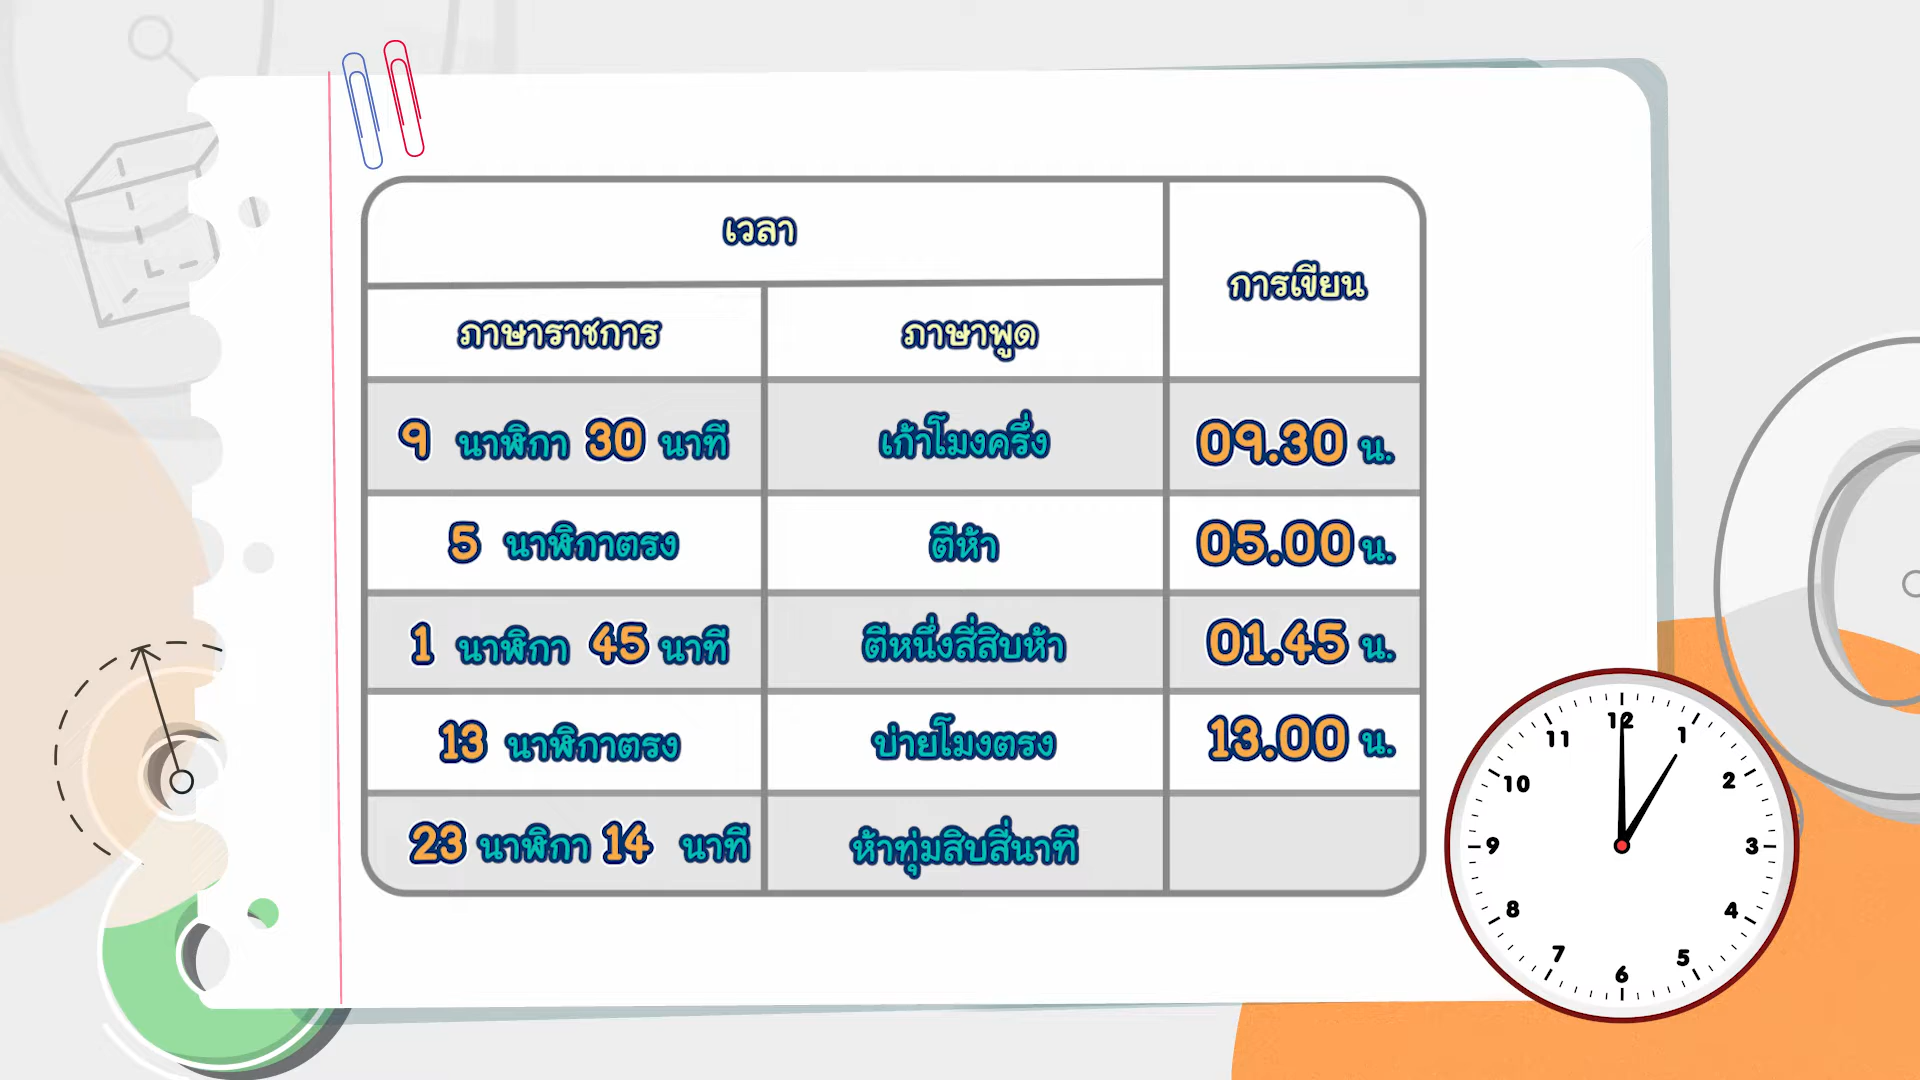 เวลา
การเขียน
ภาษาราชการ ภาษาพูด
9 นาฬิกา 30 นาที เก้าโมงครึ่ง 09.30 น.
5 นาฬิกาตรง ตีห้า 05.00 น.
1 นาฬิกา 45 นาที ตีหนึ่งสี่สิบห้า 01.45 น.
13 นาฬิกาตรง บ่ายโมงตรง 13.00 น.
23 นาฬิกา 14 นาที ห้าทุ่มสิบสี่นาที
12
11 1
10 2
9 3
8 4
7 5
6